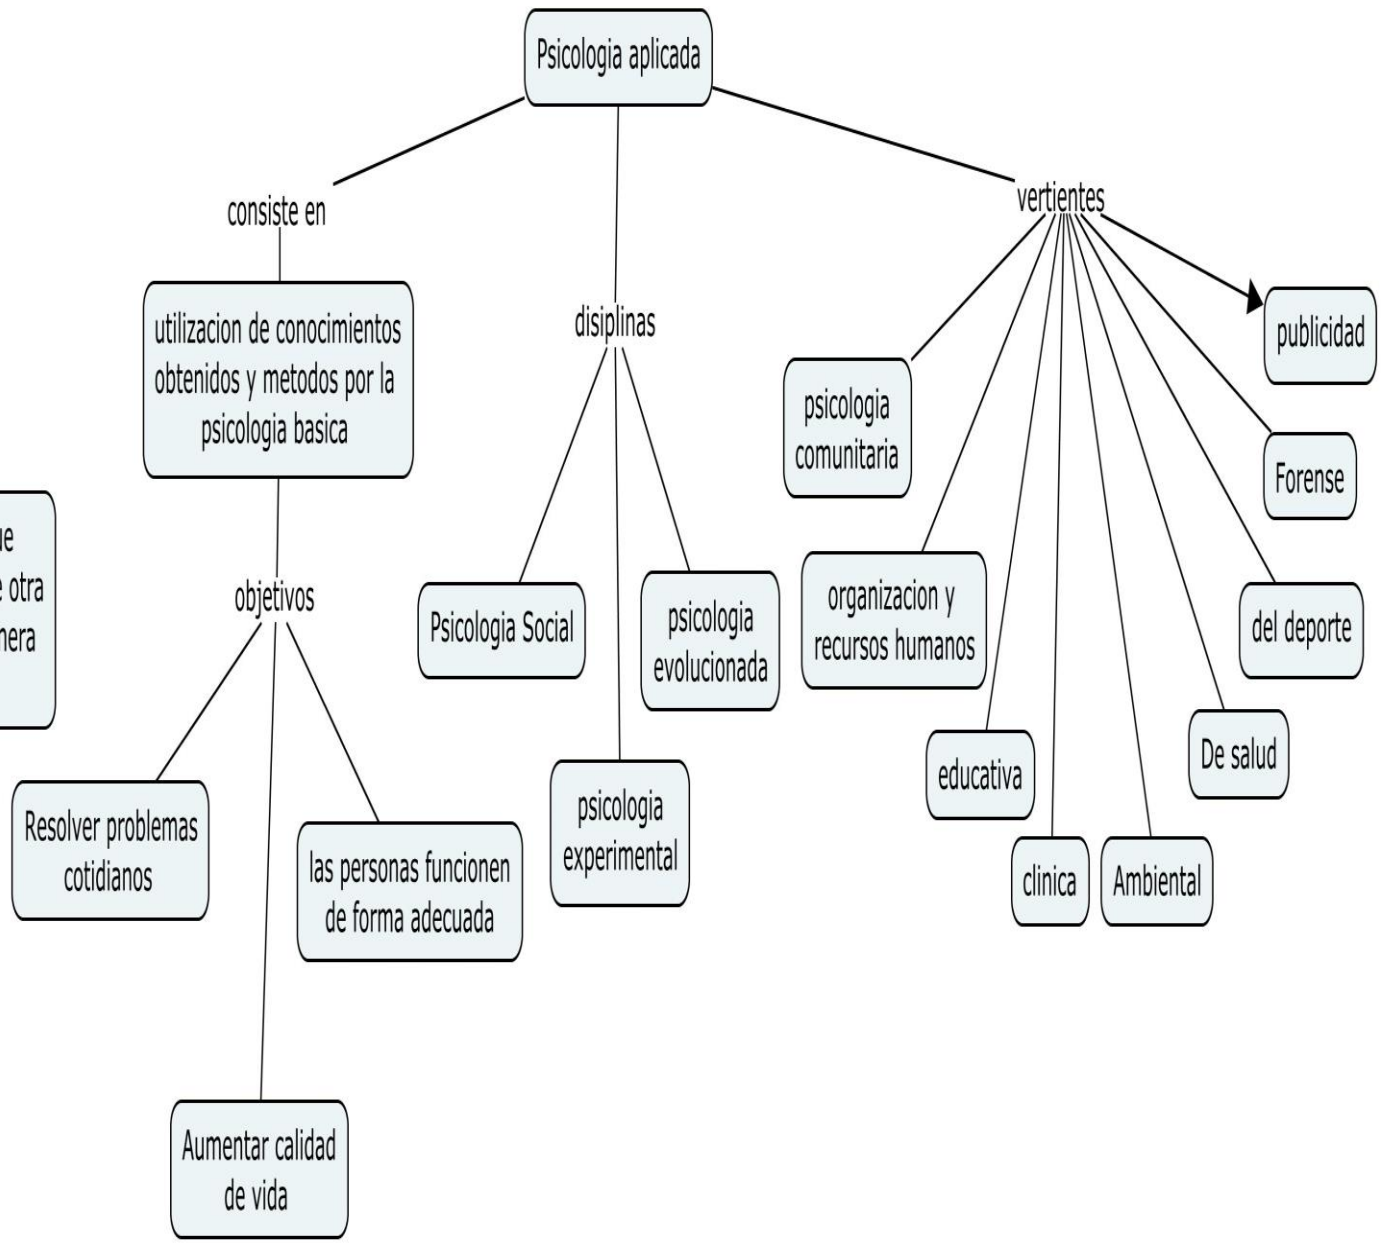 Psicologia aplicada
consiste en
utilizacion de conocimientos
obtenidos y metodos por la
psicologia basica
objetivos
Resolver problemas
cotidianos
Aumentar calidad
de vida
las personas funcionen
de forma adecuada
disiplinas
Psicologia Social
psicologia
experimental
psicologia
evolucionada
vertientes
psicologia
comunitaria
organizacion y
recursos humanos
educativa
clinica
Ambiental
De salud
del deporte
Forense
publicidad
otra